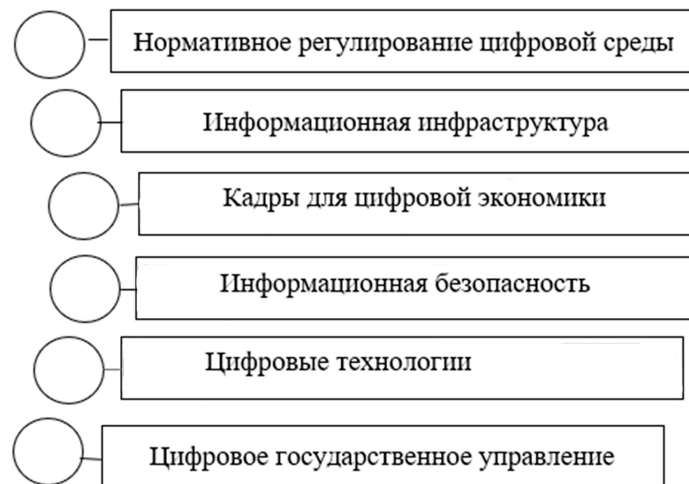 Нормативное регулирование цифровой среды
Информационная инфраструктура
Кадры для цифровой экономики
Информационная безопасность
Цифровые технологии
Цифровое государственное управление